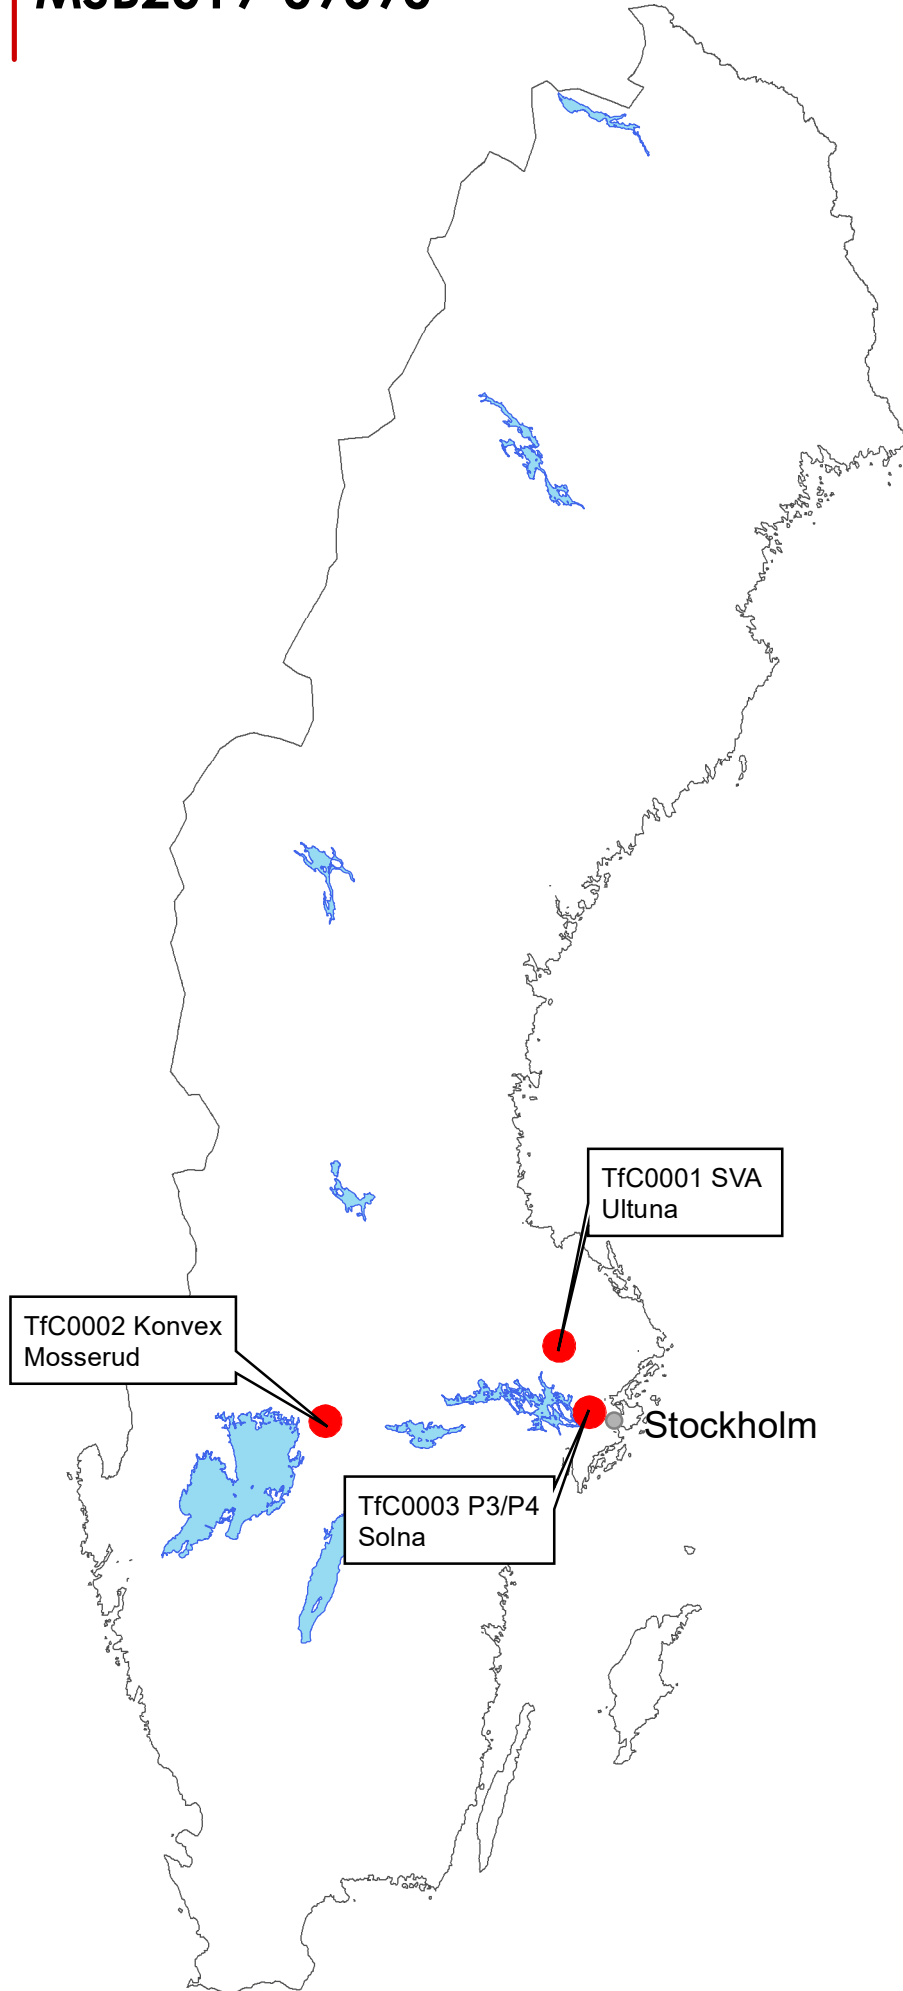 TfC0001 SVA
Ultuna
TfC0002 Konvex
Mosserud
Stockholm
TfC0003 P3/P4
Solna